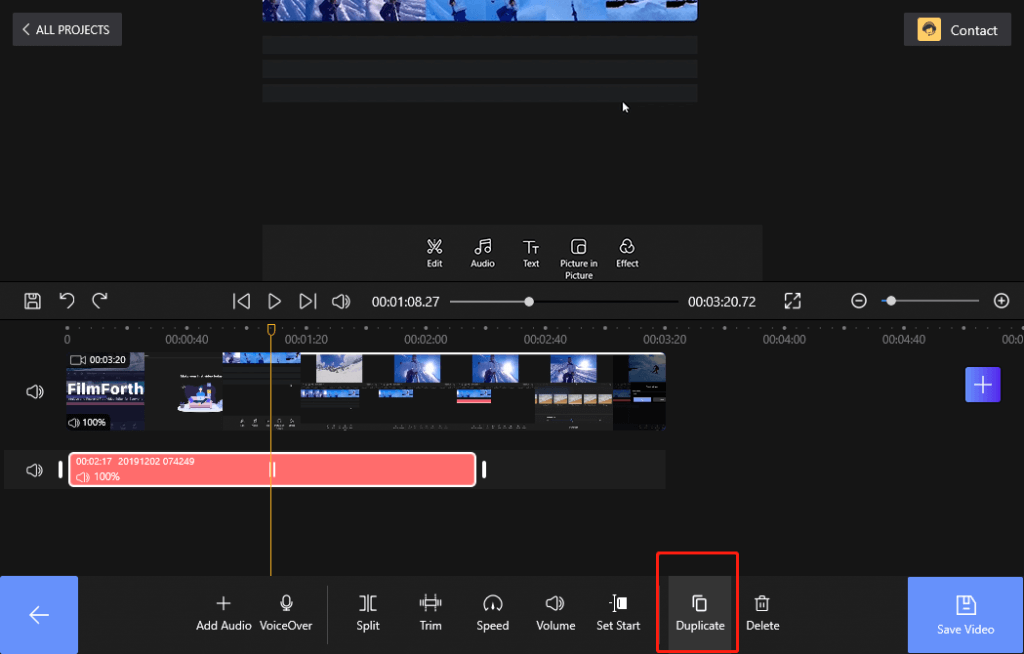 ALL PROJECTS
Contact
Edit
Audio
Text
Picture in
Picture
Effect
00:01:08.27
00:03:20.72
0
00:00:40
00:01:20
00:02:00
00:02:40
00:03:20
00:04:00
00:04:40
00:0
00:03:20
FilmForth
100%
00:02:17 20191202 074249
100%
Add Audio
VoiceOver
Split
Trim
Speed
Volume
Set Start
Duplicate
Delete
Save Video